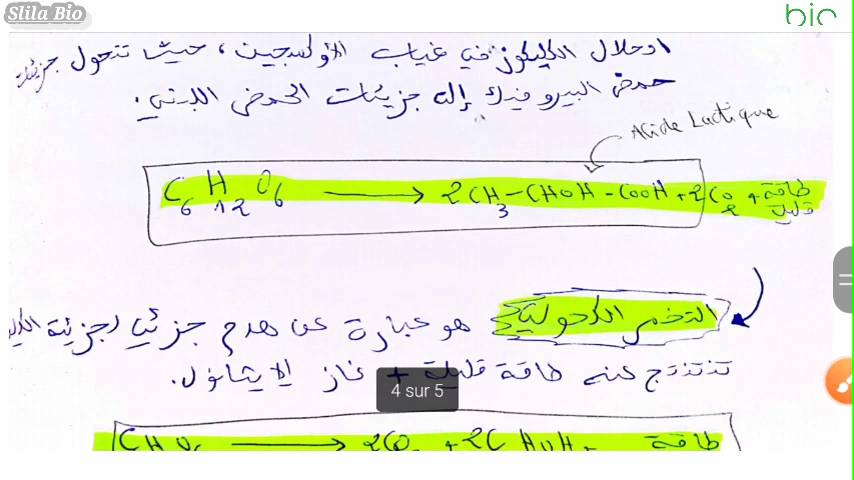 Slila Bio
bio
انحلال الكليكوز في غياب الأوكسجين، حيث تتحول جزيئات
حمض البيروفيك إلى جزيئات الحمض اللبني.
Acide Lactique
C6H12O6 → 2CH3-CHOH-COOH + 2CO2 + طاقة قليلة
التخمر الكحولي: هو عبارة عن هدم جزئي لجزيئة
تنتج عنه طاقة قليلة + غاز الإيثانول.
4 sur 5
طاقة